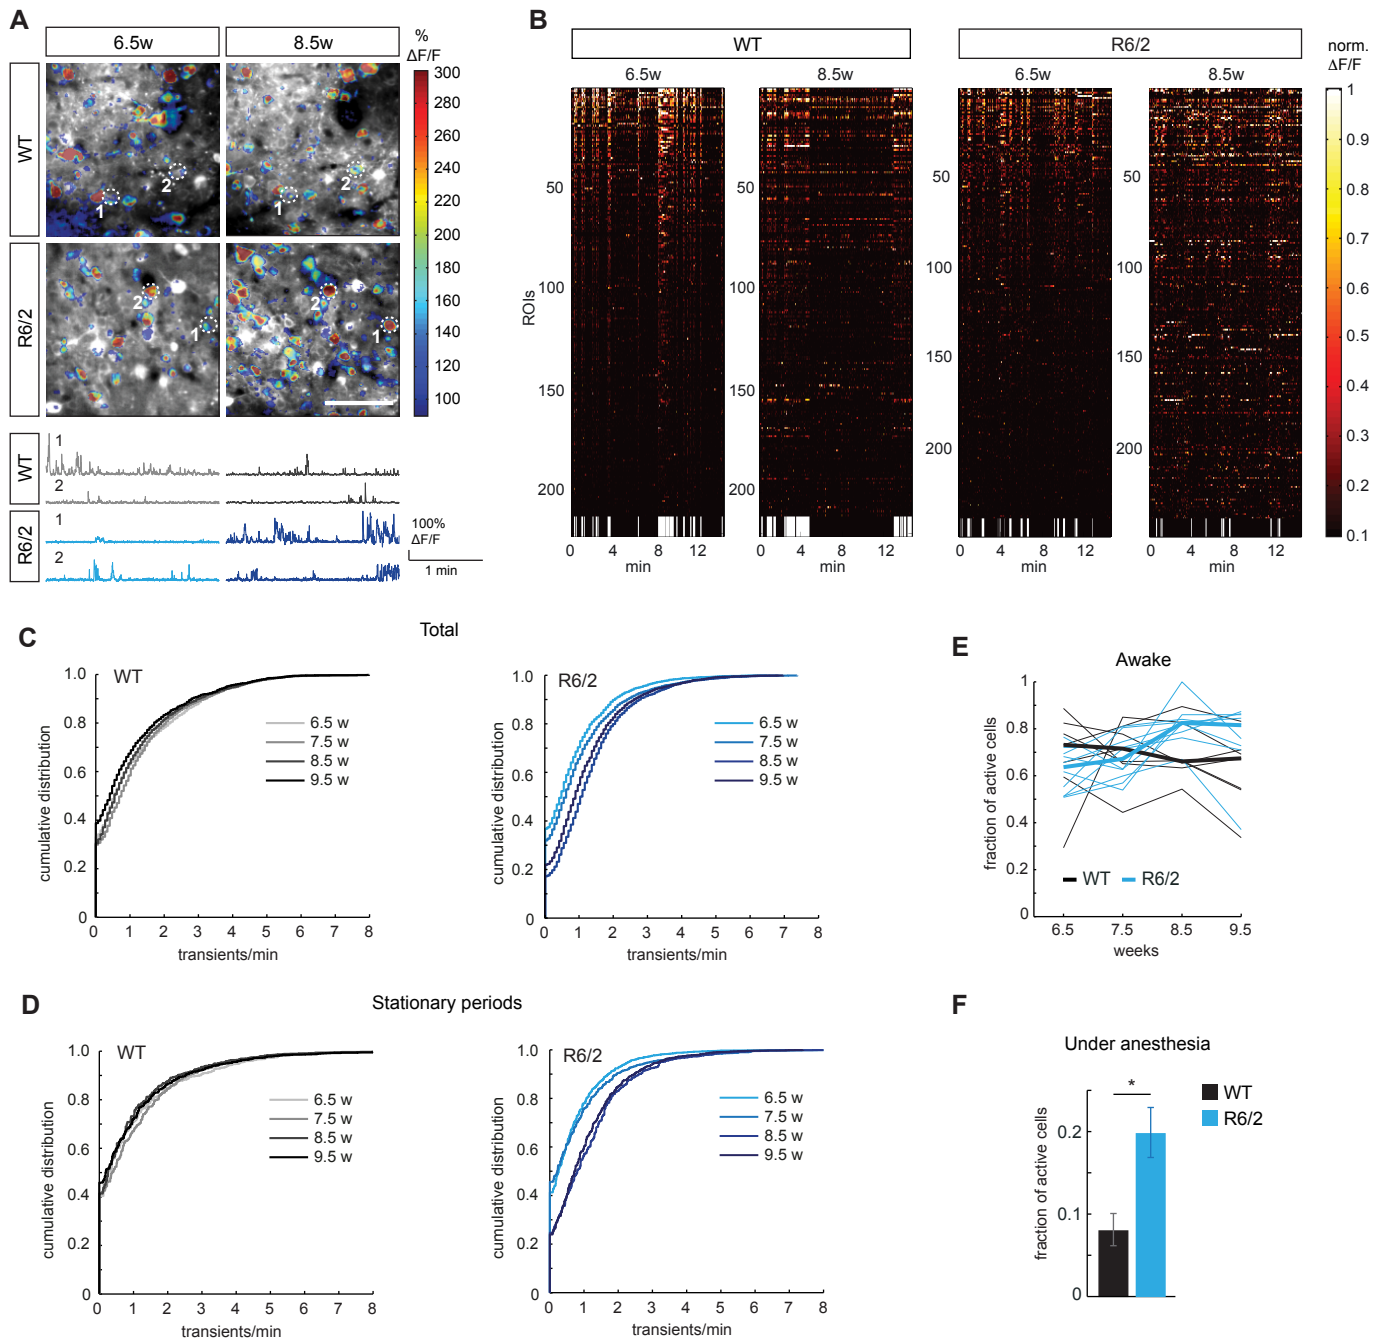 A
6.5w
8.5w
%
ΔF/F
WT
R6/2
1
2
1
2
2
1
2
1
300
280
260
240
220
200
180
160
140
120
100
WT
1
2
R6/2
1
2
100%
ΔF/F
1 min
B
WT
R6/2
norm.
ΔF/F
6.5w
8.5w
6.5w
8.5w
ROIs
50
100
150
200
50
100
150
200
50
100
150
200
50
100
150
200
0 4 8 12
0 4 8 12
0 4 8 12
0 4 8 12
min
min
min
min
1
0.9
0.8
0.7
0.6
0.5
0.4
0.3
0.2
0.1
C
Total
WT
cumulative distribution
1.0
0.8
0.6
0.4
0.2
0
6.5 w
7.5 w
8.5 w
9.5 w
0 1 2 3 4 5 6 7 8
transients/min
R6/2
cumulative distribution
1.0
0.8
0.6
0.4
0.2
0
6.5 w
7.5 w
8.5 w
9.5 w
0 1 2 3 4 5 6 7 8
transients/min
E
Awake
fraction of active cells
1
0.8
0.6
0.4
0.2
0
WT R6/2
6.5 7.5 8.5 9.5
weeks
D
Stationary periods
WT
cumulative distribution
1.0
0.8
0.6
0.4
0.2
0
6.5 w
7.5 w
8.5 w
9.5 w
0 1 2 3 4 5 6 7 8
transients/min
R6/2
cumulative distribution
1.0
0.8
0.6
0.4
0.2
0
6.5 w
7.5 w
8.5 w
9.5 w
0 1 2 3 4 5 6 7 8
transients/min
F
Under anesthesia
fraction of active cells
0.2
0.1
0
*
WT
R6/2